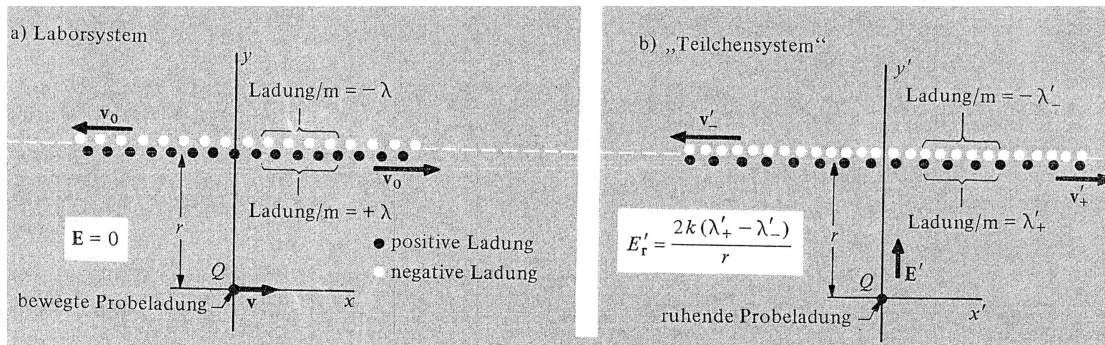 a) Laborsystem
y
Ladung/m = − λ
v₀
v₀
Ladung/m = + λ
E = 0
r
positive Ladung
negative Ladung
Q
bewegte Probeladung
v
x
b) „Teilchensystem“
y′
Ladung/m = − λ′₋
v′₋
v′₊
Ladung/m = λ′₊
E′ᵣ = 2k (λ′₊ − λ′₋) / r
r
E′
Q
ruhende Probeladung
x′